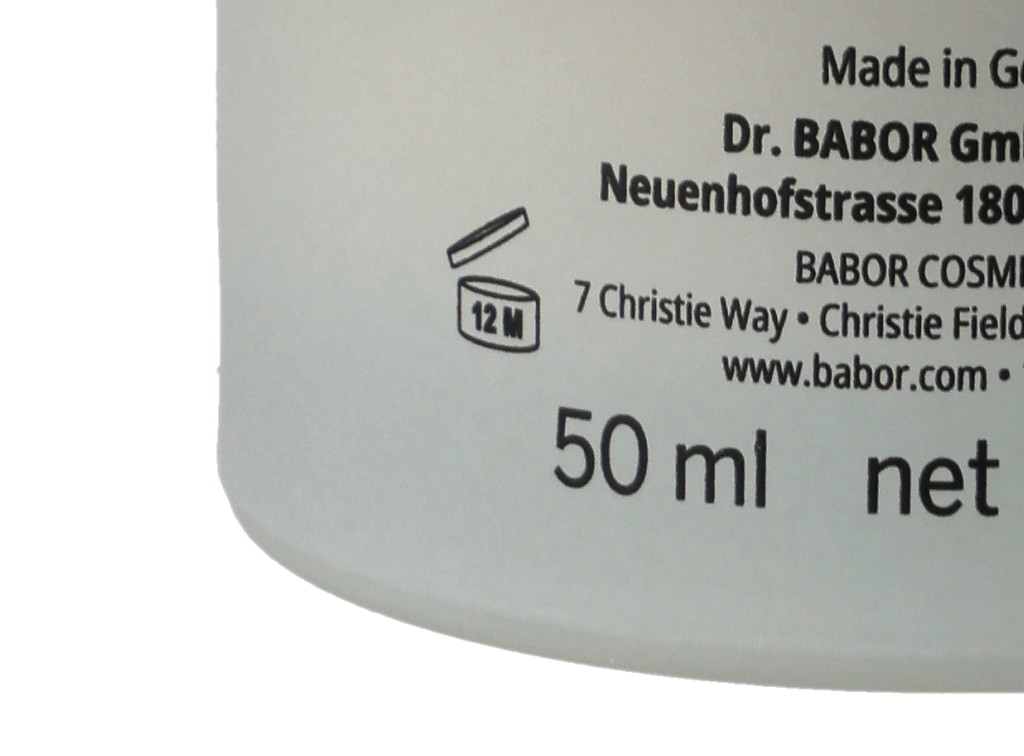 Made in Ge
Dr. BABOR Gm
Neuenhofstrasse 180
BABOR COSM
7 Christie Way • Christie Field
www.babor.com •
12 M
50 ml net